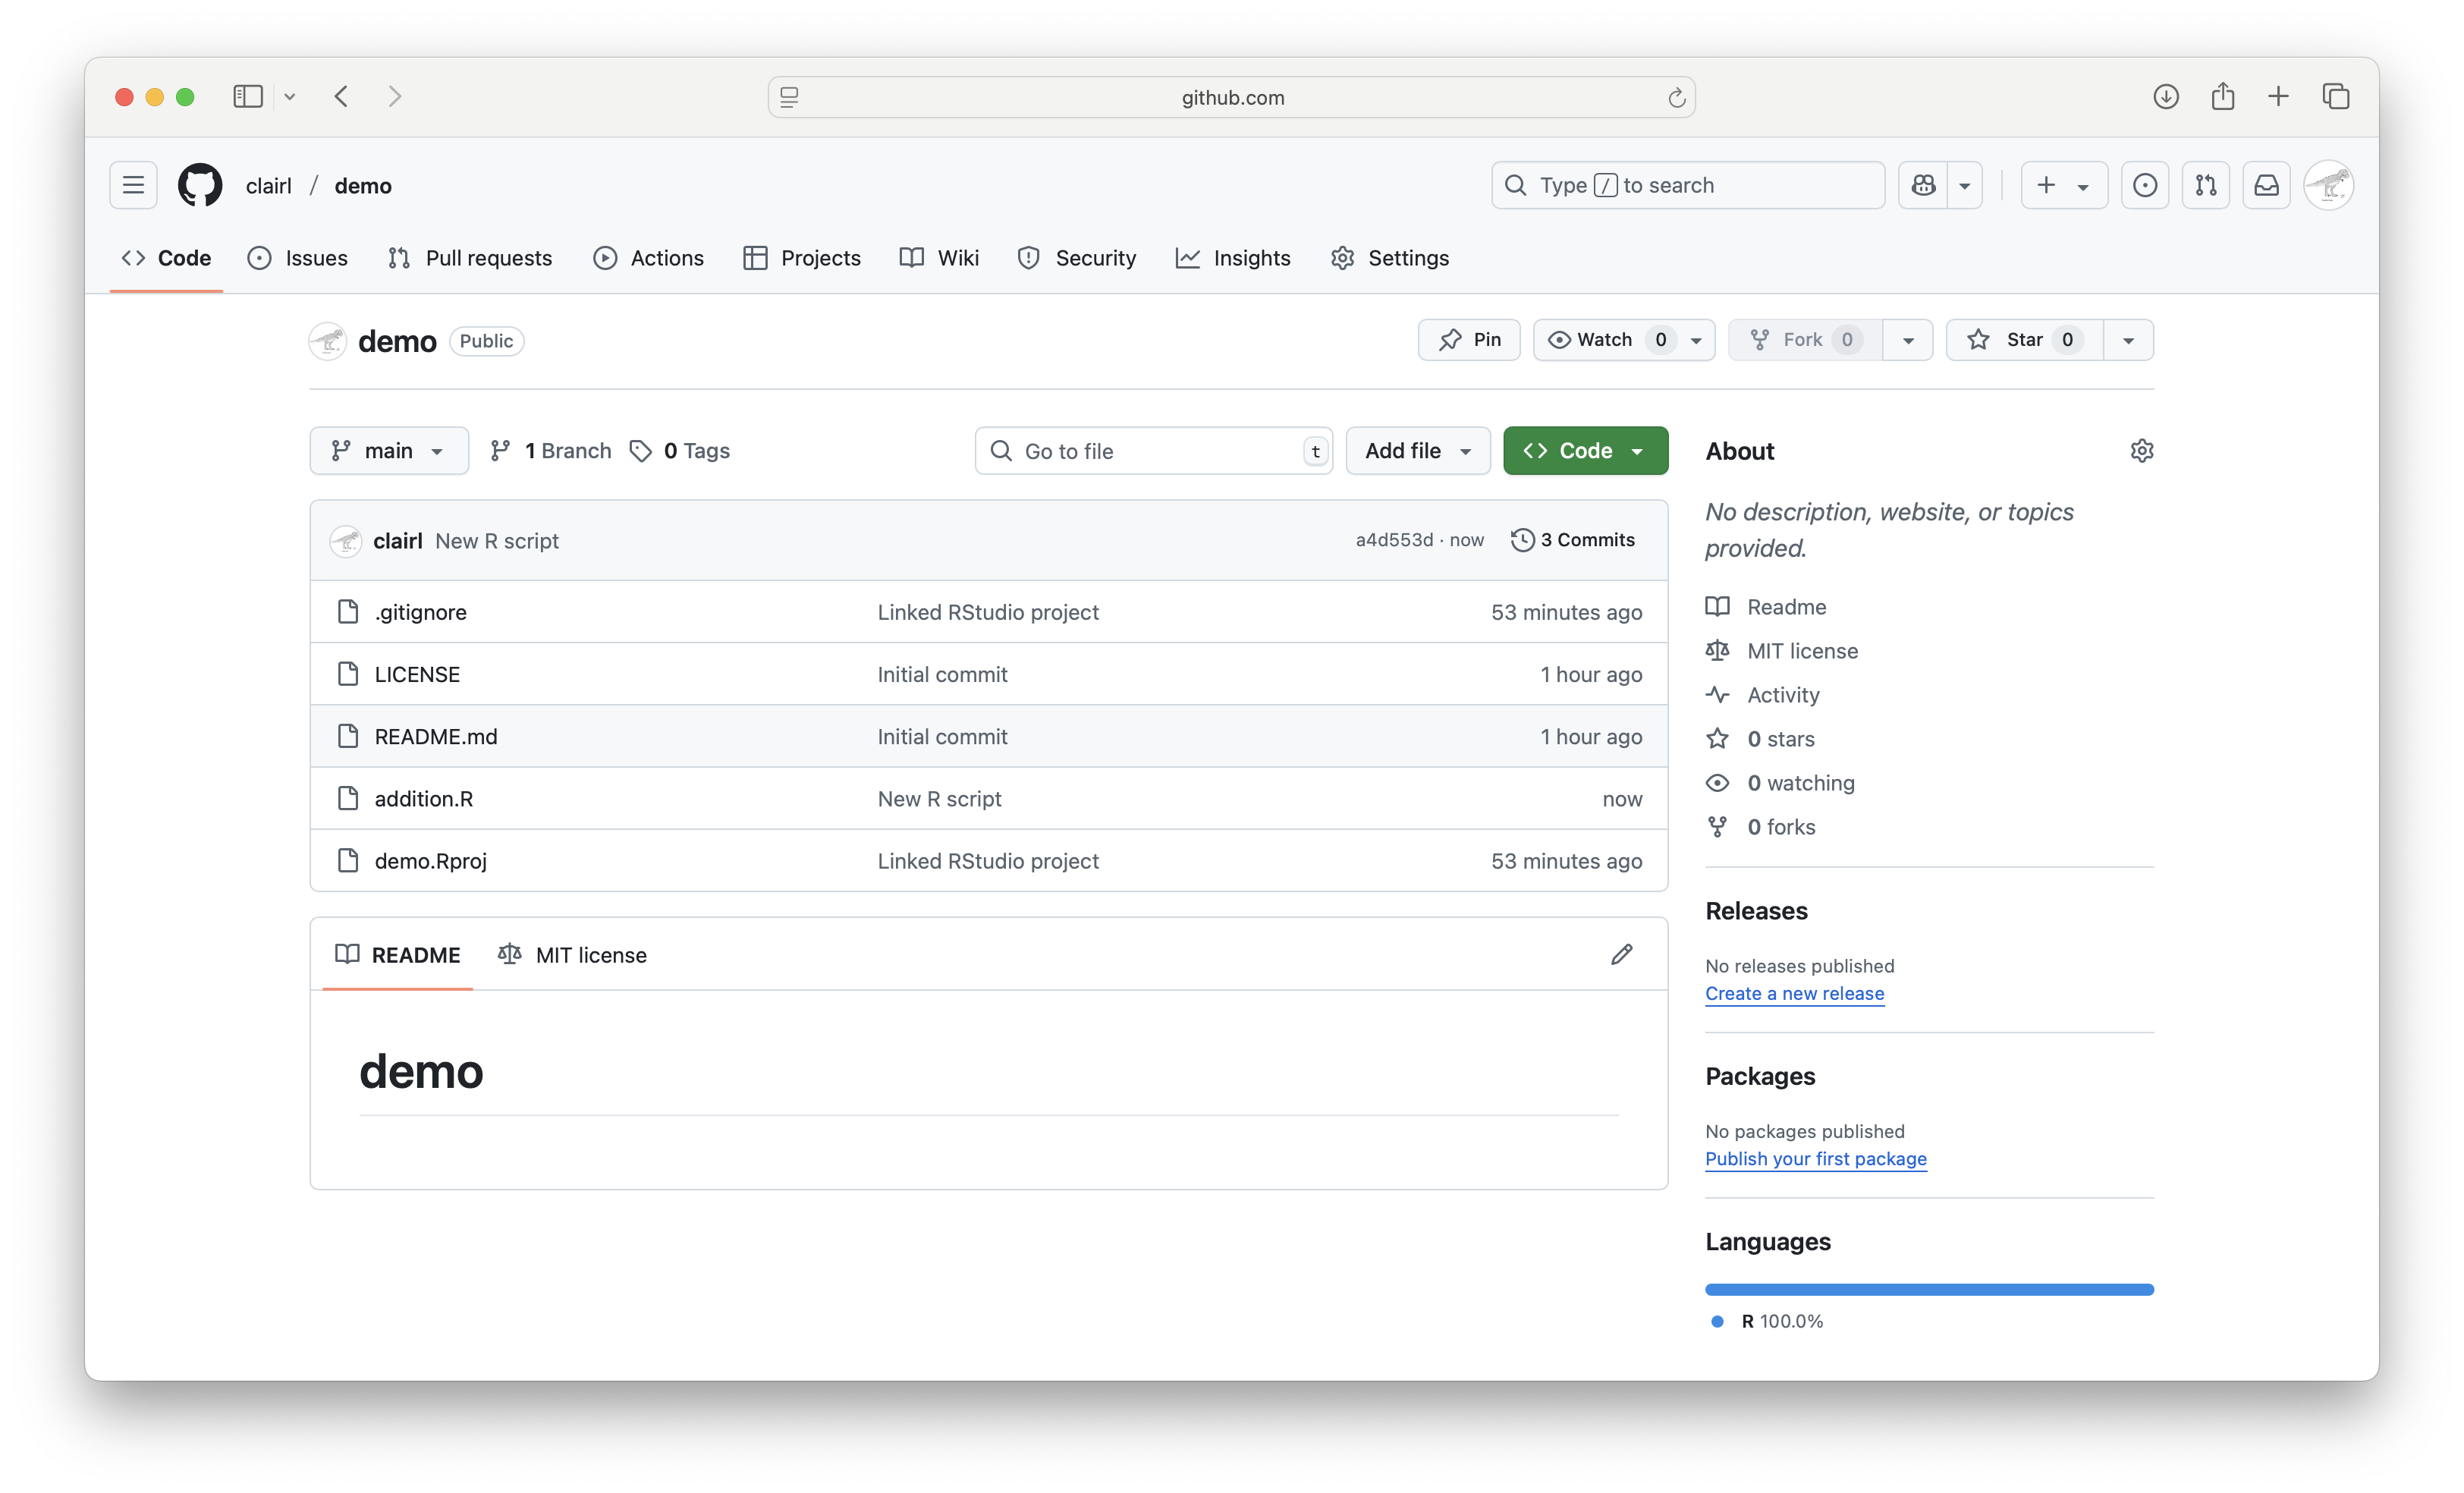 github.com
clairl / demo
Type / to search
Code Issues Pull requests Actions Projects Wiki Security Insights Settings
demo Public
Pin Watch 0 Fork 0 Star 0
main 1 Branch 0 Tags Go to file t Add file Code
clairl New R script a4d553d · now 3 Commits
.gitignore Linked RStudio project 53 minutes ago
LICENSE Initial commit 1 hour ago
README.md Initial commit 1 hour ago
addition.R New R script now
demo.Rproj Linked RStudio project 53 minutes ago
README MIT license
demo
About
No description, website, or topics
provided.
Readme
MIT license
Activity
0 stars
0 watching
0 forks
Releases
No releases published
Create a new release
Packages
No packages published
Publish your first package
Languages
R 100.0%